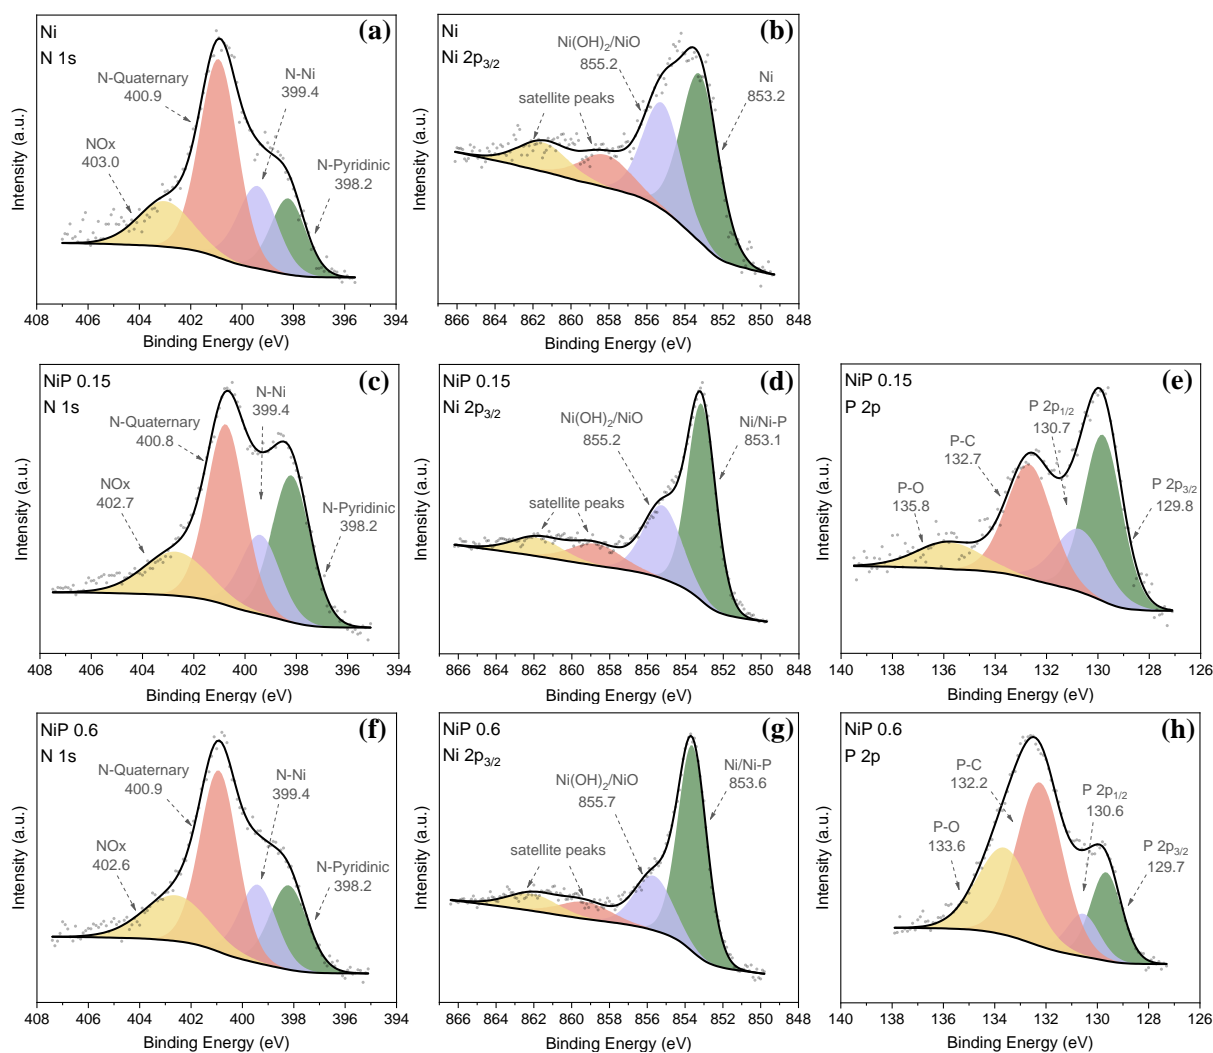 Ni
N 1s
(a)
N-Quaternary
400.9
N-Ni
399.4
NOx
403.0
N-Pyridinic
398.2
Intensity (a.u.)
408 406 404 402 400 398 396 394
Binding Energy (eV)
Ni
Ni 2p3/2
(b)
Ni(OH)2/NiO
855.2
Ni
853.2
satellite peaks
Intensity (a.u.)
866 864 862 860 858 856 854 852 850 848
Binding Energy (eV)
NiP 0.15
N 1s
(c)
N-Ni
399.4
N-Quaternary
400.8
NOx
402.7
N-Pyridinic
398.2
Intensity (a.u.)
408 406 404 402 400 398 396 394
Binding Energy (eV)
NiP 0.15
Ni 2p3/2
(d)
Ni(OH)2/NiO
855.2
Ni/Ni-P
853.1
satellite peaks
Intensity (a.u.)
866 864 862 860 858 856 854 852 850 848
Binding Energy (eV)
NiP 0.15
P 2p
(e)
P 2p1/2
130.7
P-C
132.7
P-O
135.8
P 2p3/2
129.8
Intensity (a.u.)
140 138 136 134 132 130 128 126
Binding Energy (eV)
NiP 0.6
N 1s
(f)
N-Quaternary
400.9
N-Ni
399.4
NOx
402.6
N-Pyridinic
398.2
Intensity (a.u.)
408 406 404 402 400 398 396 394
Binding Energy (eV)
NiP 0.6
Ni 2p3/2
(g)
Ni(OH)2/NiO
855.7
Ni/Ni-P
853.6
satellite peaks
Intensity (a.u.)
866 864 862 860 858 856 854 852 850 848
Binding Energy (eV)
NiP 0.6
P 2p
(h)
P-C
132.2
P 2p1/2
130.6
P-O
133.6
P 2p3/2
129.7
Intensity (a.u.)
140 138 136 134 132 130 128 126
Binding Energy (eV)